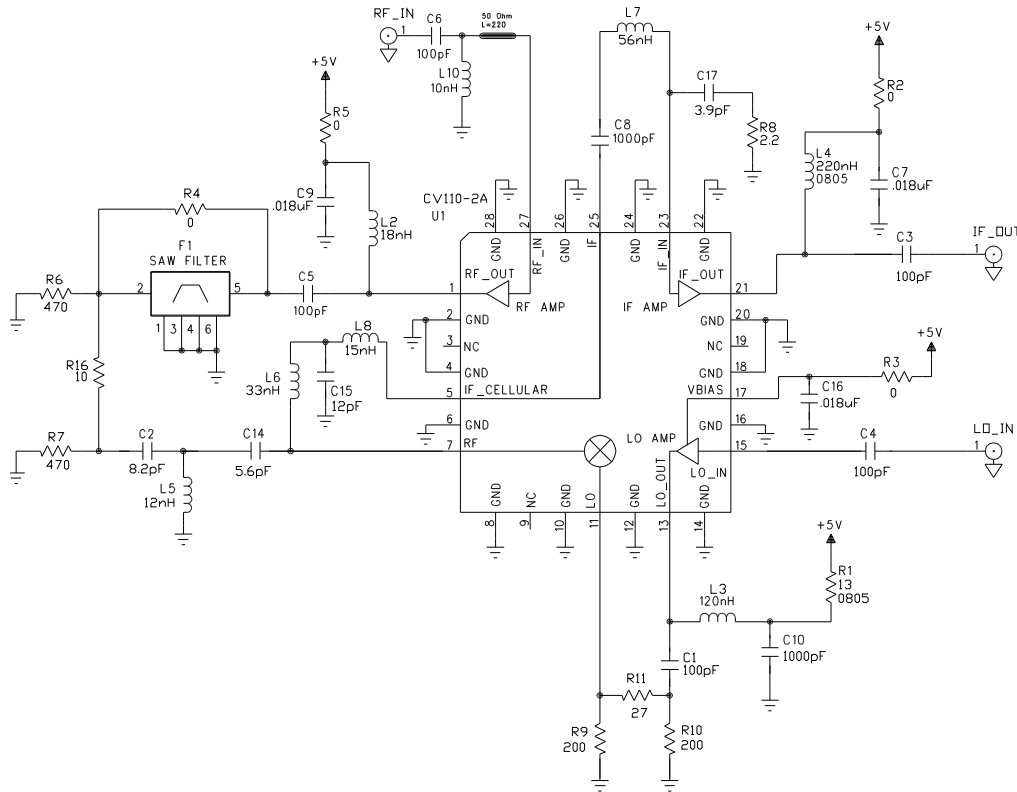 RF_IN
1
C6
100pF
50 Ohm
L=220
L10
10nH
L7
56nH
C17
3.9pF
R8
2.2
C8
1000pF
+5V
R2
0
L4
220nH
0805
C7
.018uF
C3
100pF
IF_OUT
1
+5V
R5
0
C9
.018uF
L2
18nH
R4
0
F1
SAW FILTER
2
5
1
3
4
6
R6
470
C5
100pF
R16
10
R7
470
C2
8.2pF
L5
12nH
C14
5.6pF
L6
33nH
C15
12pF
L8
15nH
CV110-2A
U1
28
27
26
25
24
23
22
GND
RF_IN
GND
IF
GND
IF_IN
GND
RF_OUT
RF AMP
IF_OUT
IF AMP
1
2
GND
3
NC
4
GND
5
IF_CELLULAR
6
GND
7
RF
21
20
GND
19
NC
18
GND
17
VBIAS
16
GND
15
LO AMP
LO_IN
LO_OUT
GND
NC
GND
LO
GND
GND
8
9
10
11
12
13
14
+5V
R3
0
C16
.018uF
C4
100pF
LO_IN
1
+5V
R1
13
0805
L3
120nH
C10
1000pF
C1
100pF
R11
27
R9
200
R10
200